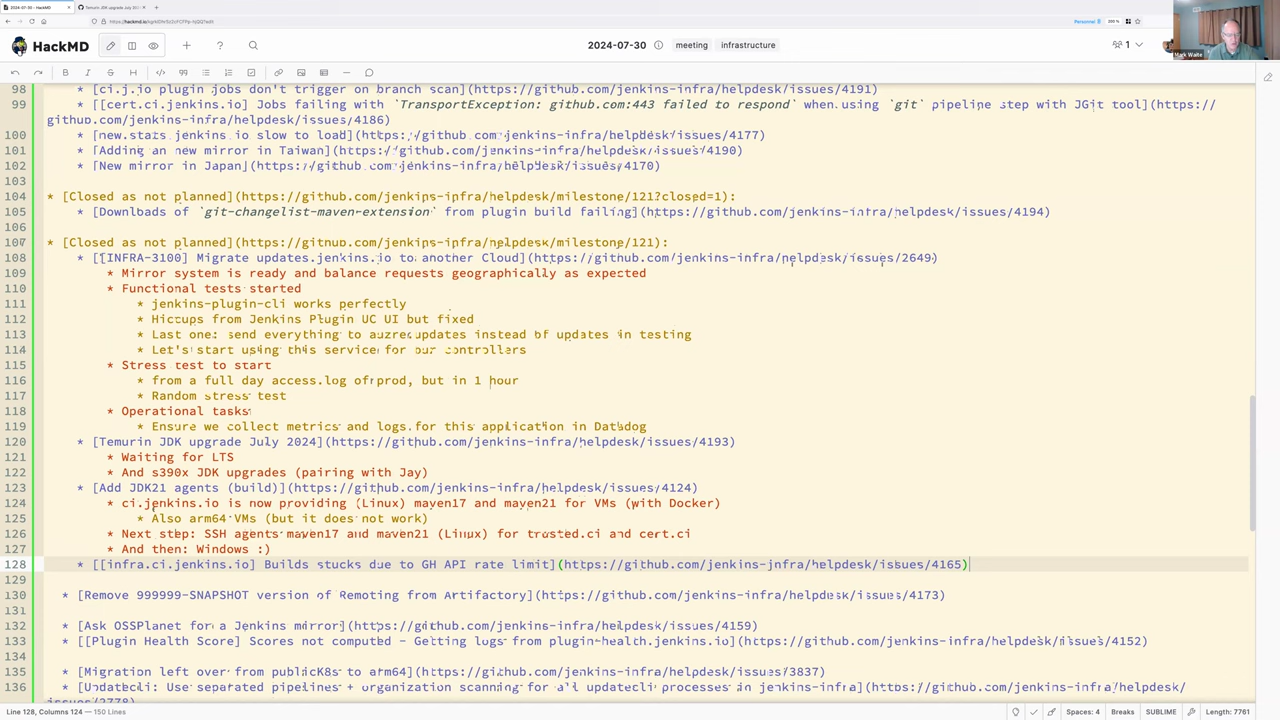 2024-07-30
Temurin JDK upgrade July 202
HackMD
2024-07-30
meeting
infrastructure
1
Mark Waite
98 * [ci.j.io plugin jobs don't trigger on branch scan](https://github.com/jenkins-infra/helpdesk/issues/4191)
99 * [[cert.ci.jenkins.io] Jobs failing with `TransportException: github.com:443 failed to respond` when using `git` pipeline step with JGit tool](https://
github.com/jenkins-infra/helpdesk/issues/4186)
100 * [new.stats.jenkins.io slow to load](https://github.com/jenkins-infra/helpdesk/issues/4177)
101 * [Adding an new mirror in Taiwan](https://github.com/jenkins-infra/helpdesk/issues/4190)
102 * [New mirror in Japan](https://github.com/jenkins-infra/helpdesk/issues/4170)
103
104 * [Closed as not planned](https://github.com/jenkins-infra/helpdesk/milestone/121?closed=1):
105 * [Downloads of `git-changelist-maven-extension` from plugin build failing](https://github.com/jenkins-infra/helpdesk/issues/4194)
106
107 * [Closed as not planned](https://github.com/jenkins-infra/helpdesk/milestone/121):
108 * [[INFRA-3100] Migrate updates.jenkins.io to another Cloud](https://github.com/jenkins-infra/helpdesk/issues/2649)
109 * Mirror system is ready and balance requests geographically as expected
110 * Functional tests started
111 * jenkins-plugin-cli works perfectly
112 * Hiccups from Jenkins Plugin UC UI but fixed
113 * Last one: send everything to azure.updates instead of updates in testing
114 * Let's start using this service for our controllers
115 * Stress test to start
116 * from a full day access.log of prod, but in 1 hour
117 * Random stress test
118 * Operational tasks
119 * Ensure we collect metrics and logs for this application in Datadog
120 * [Temurin JDK upgrade July 2024](https://github.com/jenkins-infra/helpdesk/issues/4193)
121 * Waiting for LTS
122 * And s390x JDK upgrades (pairing with Jay)
123 * [Add JDK21 agents (build)](https://github.com/jenkins-infra/helpdesk/issues/4124)
124 * ci.jenkins.io is now providing (Linux) maven17 and maven21 for VMs (with Docker)
125 * Also arm64 VMs (but it does not work)
126 * Next step: SSH agents maven17 and maven21 (Linux) for trusted.ci and cert.ci
127 * And then: Windows :)
128 * [[infra.ci.jenkins.io] Builds stucks due to GH API rate limit](https://github.com/jenkins-infra/helpdesk/issues/4165)
129
130 * [Remove 999999-SNAPSHOT version of Remoting from Artifactory](https://github.com/jenkins-infra/helpdesk/issues/4173)
131
132 * [Ask OSSPlanet for a Jenkins mirror](https://github.com/jenkins-infra/helpdesk/issues/4159)
133 * [[Plugin Health Score] Scores not computed - Getting logs from plugin-health.jenkins.io](https://github.com/jenkins-infra/helpdesk/issues/4152)
134
135 * [Migration left over from publicK8s to arm64](https://github.com/jenkins-infra/helpdesk/issues/3837)
136 * [Updatecli: Use separated pipelines + organization scanning for all updatecli processes in jenkins-infra](https://github.com/jenkins-infra/helpdesk/
Line 128, Columns 124 — 150 Lines
Spaces: 4
Breaks
SUBLIME
Length: 7761